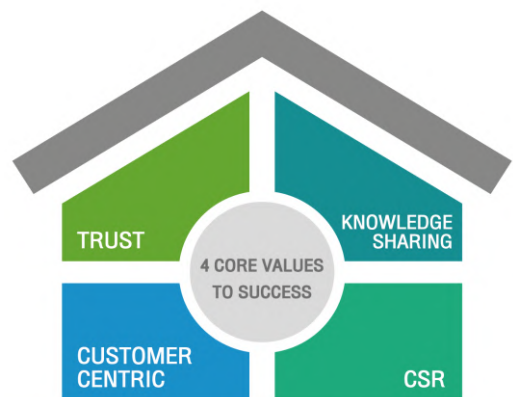 TRUST
KNOWLEDGE
SHARING
4 CORE VALUES
TO SUCCESS
CUSTOMER
CENTRIC
CSR